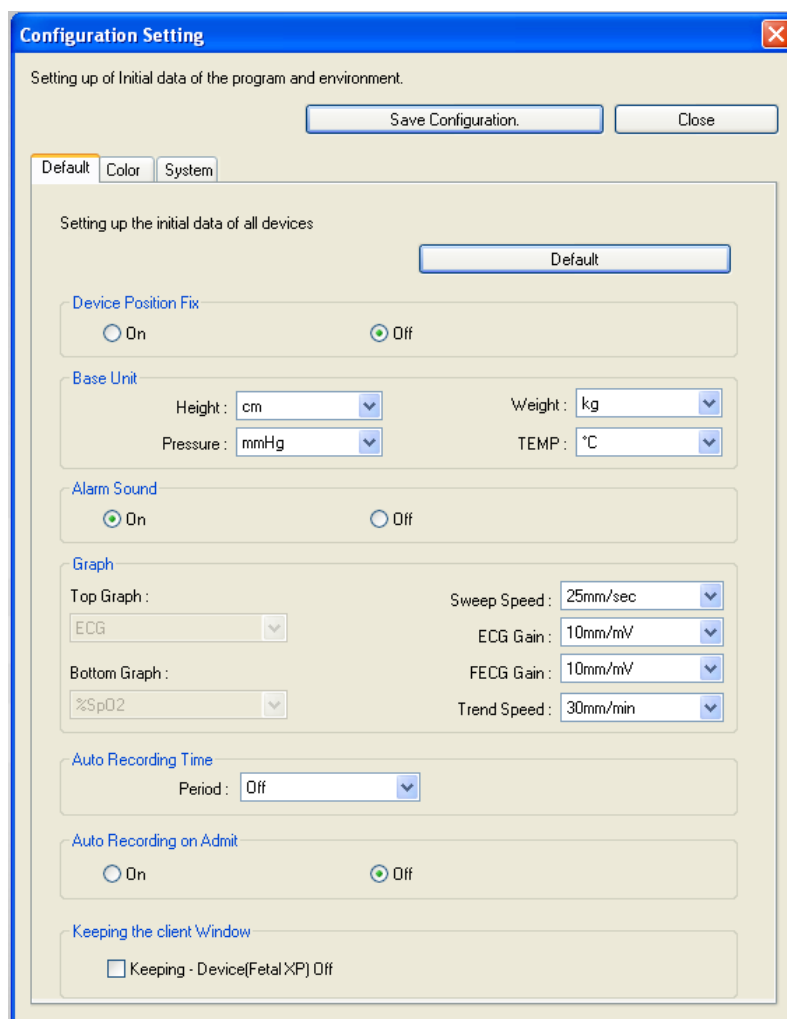 Configuration Setting
Setting up of Initial data of the program and environment.
Save Configuration. Close
Default Color System
Setting up the initial data of all devices
Default
Device Position Fix
On Off
Base Unit
Height : cm Weight : kg
Pressure : mmHg TEMP : °C
Alarm Sound
On Off
Graph
Top Graph : Sweep Speed : 25mm/sec
ECG ECG Gain : 10mm/mV
Bottom Graph : FECG Gain : 10mm/mV
%SpO2 Trend Speed : 30mm/min
Auto Recording Time
Period : Off
Auto Recording on Admit
On Off
Keeping the client Window
Keeping - Device(Fetal XP) Off